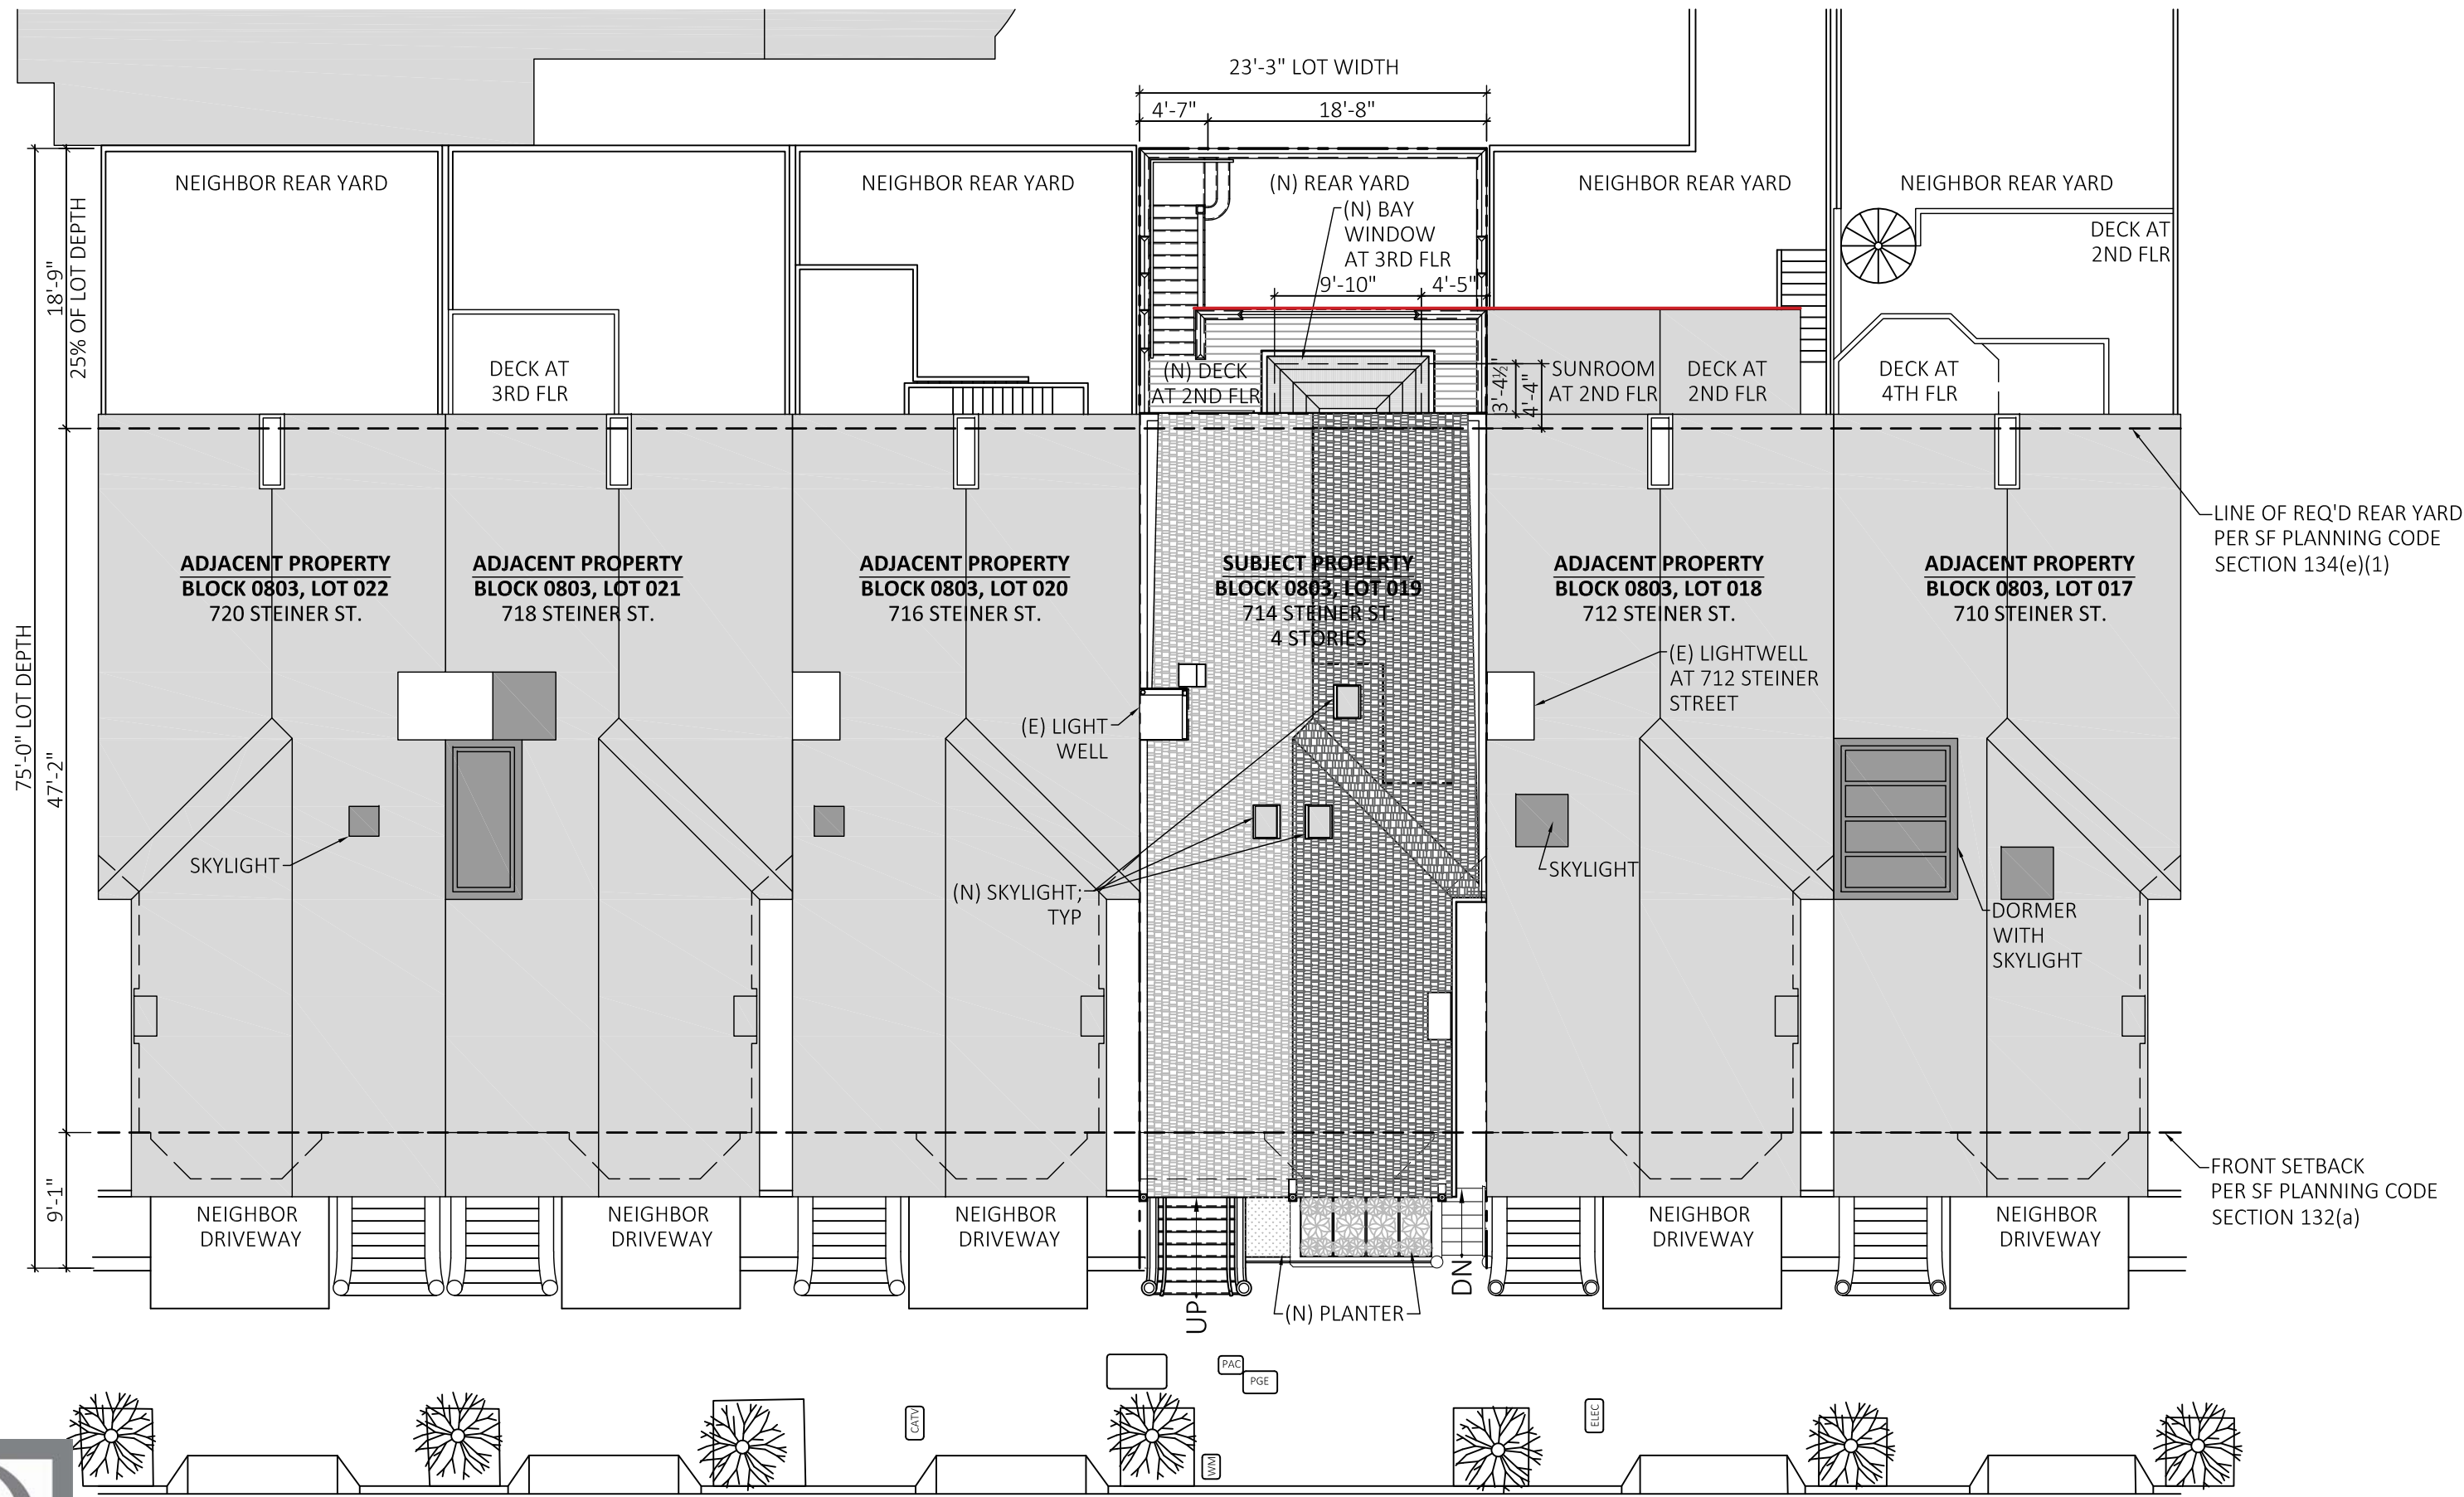 23'-3" LOT WIDTH
4'-7"
18'-8"
NEIGHBOR REAR YARD
NEIGHBOR REAR YARD
(N) REAR YARD
NEIGHBOR REAR YARD
NEIGHBOR REAR YARD
(N) BAY
WINDOW
AT 3RD FLR
DECK AT
2ND FLR
18'-9"
25% OF LOT DEPTH
9'-10"
4'-5"
DECK AT
3RD FLR
(N) DECK
AT 2ND FLR
3'-4½"
4'-4"
SUNROOM
AT 2ND FLR
DECK AT
2ND FLR
DECK AT
4TH FLR
LINE OF REQ'D REAR YARD
PER SF PLANNING CODE
SECTION 134(e)(1)
ADJACENT PROPERTY
BLOCK 0803, LOT 022
720 STEINER ST.
ADJACENT PROPERTY
BLOCK 0803, LOT 021
718 STEINER ST.
ADJACENT PROPERTY
BLOCK 0803, LOT 020
716 STEINER ST.
SUBJECT PROPERTY
BLOCK 0803, LOT 019
714 STEINER ST.
4 STORIES
ADJACENT PROPERTY
BLOCK 0803, LOT 018
712 STEINER ST.
ADJACENT PROPERTY
BLOCK 0803, LOT 017
710 STEINER ST.
75'-0" LOT DEPTH
47'-2"
(E) LIGHT
WELL
(E) LIGHTWELL
AT 712 STEINER
STREET
SKYLIGHT
(N) SKYLIGHT;
TYP
SKYLIGHT
DORMER
WITH
SKYLIGHT
9'-1"
FRONT SETBACK
PER SF PLANNING CODE
SECTION 132(a)
NEIGHBOR
DRIVEWAY
NEIGHBOR
DRIVEWAY
NEIGHBOR
DRIVEWAY
NEIGHBOR
DRIVEWAY
NEIGHBOR
DRIVEWAY
UP
DN
(N) PLANTER
PAC
PGE
CATV
WM
ELEC